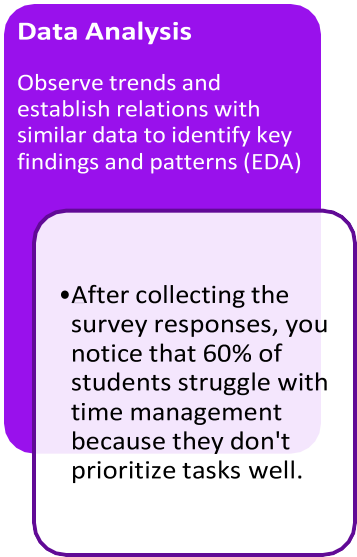 Data Analysis
Observe trends and
establish relations with
similar data to identify key
findings and patterns (EDA)
•After collecting the
survey responses, you
notice that 60% of
students struggle with
time management
because they don't
prioritize tasks well.